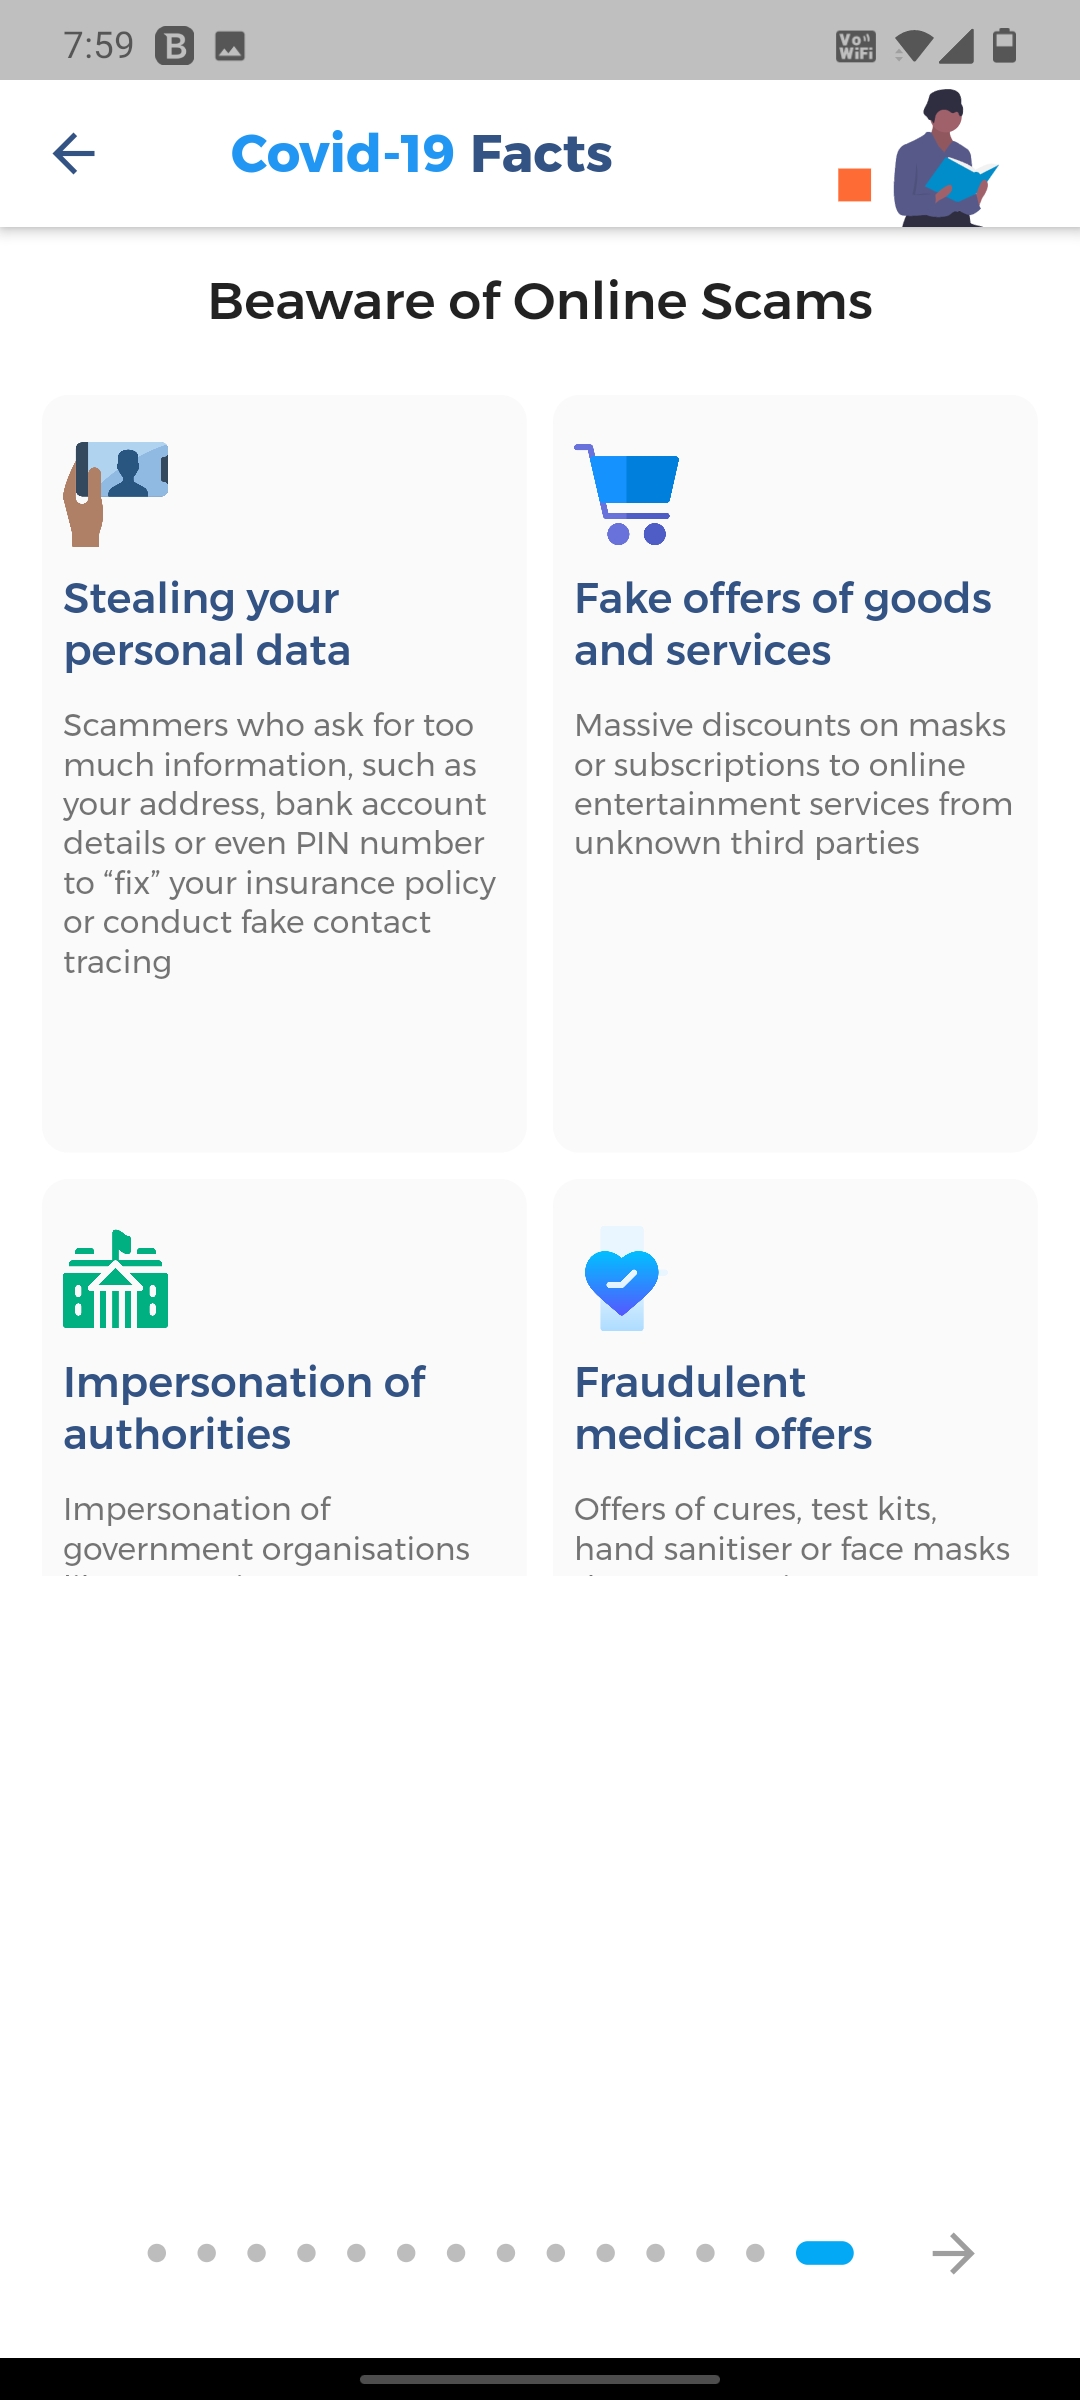 7:59
B
Vo
WiFi
Covid-19 Facts
Beaware of Online Scams
Stealing your
personal data
Scammers who ask for too
much information, such as
your address, bank account
details or even PIN number
to “fix” your insurance policy
or conduct fake contact
tracing
Fake offers of goods
and services
Massive discounts on masks
or subscriptions to online
entertainment services from
unknown third parties
Impersonation of
authorities
Impersonation of
government organisations
Fraudulent
medical offers
Offers of cures, test kits,
hand sanitiser or face masks